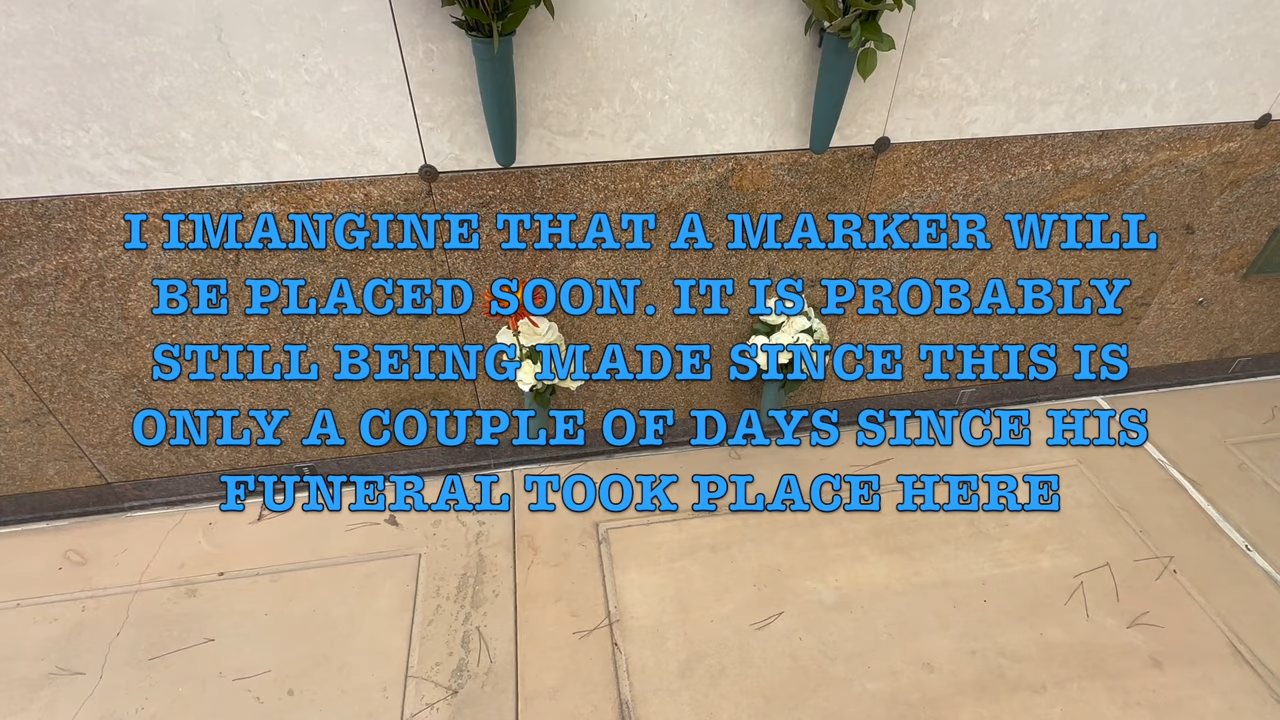 I IMANGINE THAT A MARKER WILL
BE PLACED SOON. IT IS PROBABLY
STILL BEING MADE SINCE THIS IS
ONLY A COUPLE OF DAYS SINCE HIS
FUNERAL TOOK PLACE HERE